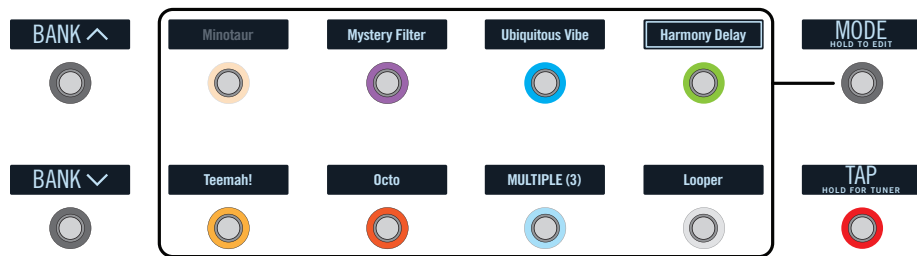 BANK
Minotaur
Mystery Filter
Ubiquitous Vibe
Harmony Delay
MODE
HOLD TO EDIT
BANK
Teemah!
Octo
MULTIPLE (3)
Looper
TAP
HOLD FOR TUNER